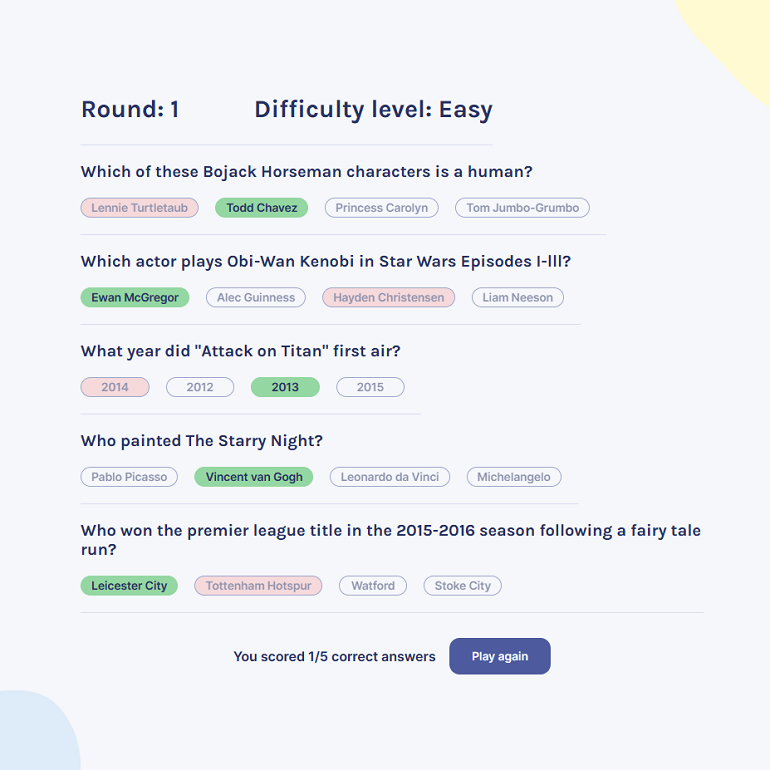 Round: 1 Difficulty level: Easy
Which of these Bojack Horseman characters is a human?
Lennie Turtletaub Todd Chavez Princess Carolyn Tom Jumbo-Grumbo
Which actor plays Obi-Wan Kenobi in Star Wars Episodes I-lll?
Ewan McGregor Alec Guinness Hayden Christensen Liam Neeson
What year did "Attack on Titan" first air?
2014 2012 2013 2015
Who painted The Starry Night?
Pablo Picasso Vincent van Gogh Leonardo da Vinci Michelangelo
Who won the premier league title in the 2015-2016 season following a fairy tale
run?
Leicester City Tottenham Hotspur Watford Stoke City
You scored 1/5 correct answers Play again